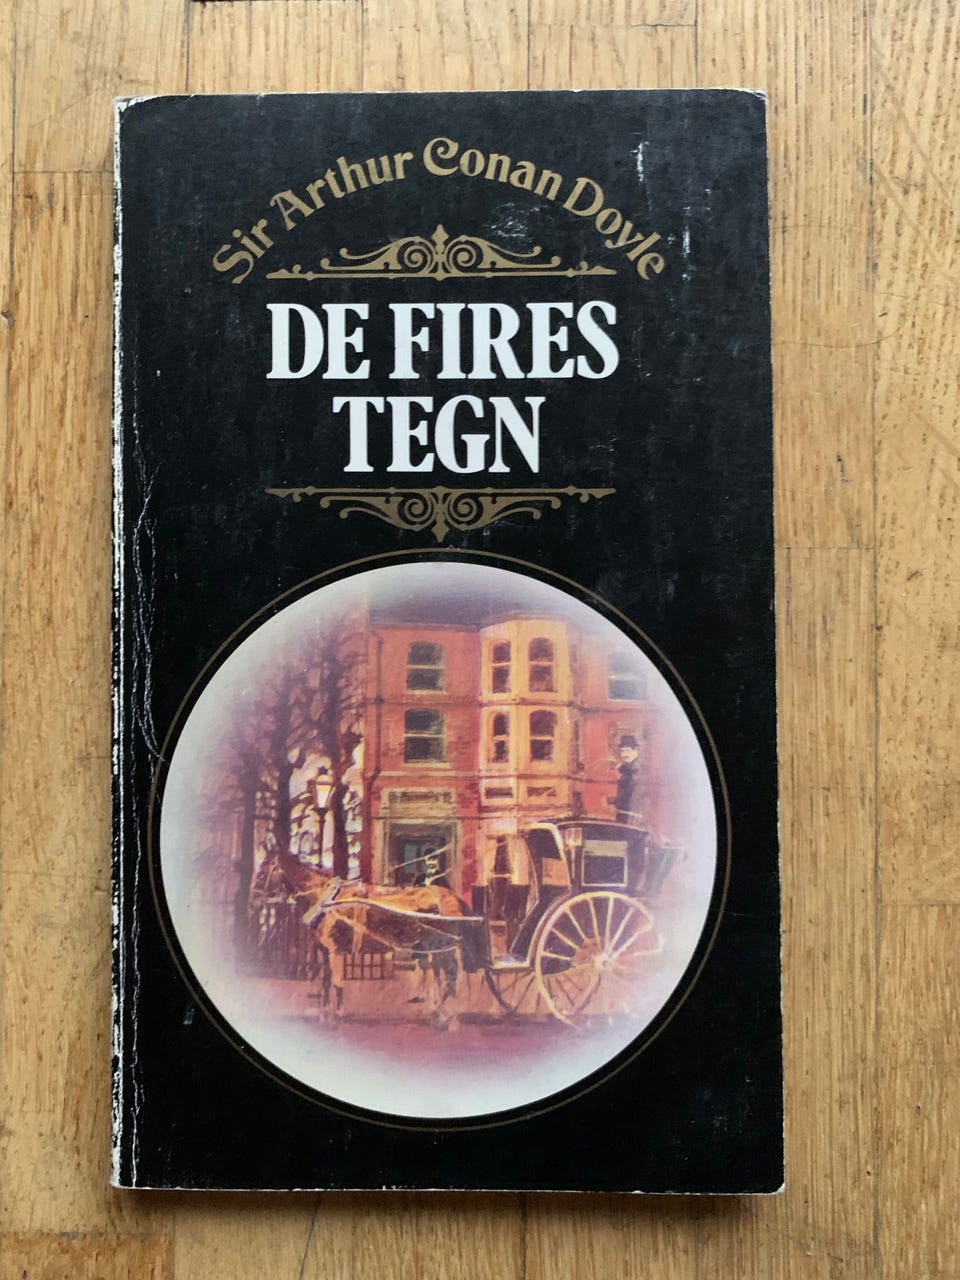 Sir Arthur Conan Doyle
DE FIRES
TEGN